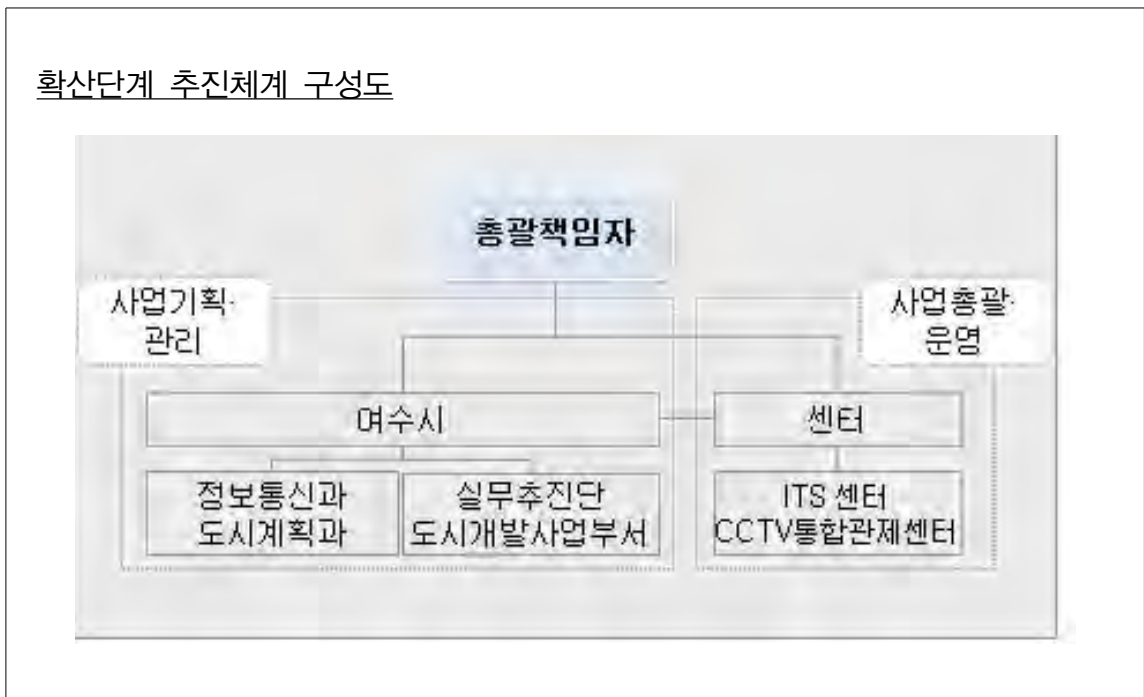 확산단계 추진체계 구성도
총괄책임자
사업기획·
관리
사업총괄·
운영
여수시
센터
정보통신과
도시계획과
실무추진단
도시개발사업부서
ITS 센터
CCTV통합관제센터